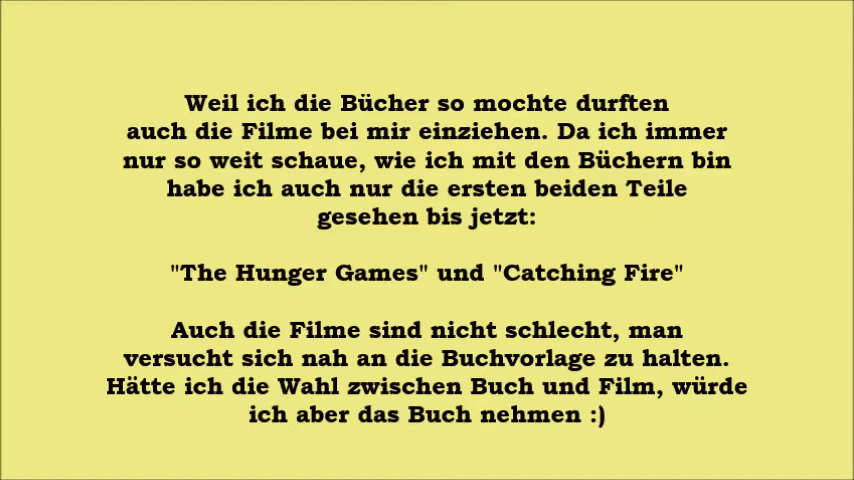 Weil ich die Bücher so mochte durften
auch die Filme bei mir einziehen. Da ich immer
nur so weit schaue, wie ich mit den Büchern bin
habe ich auch nur die ersten beiden Teile
gesehen bis jetzt:
"The Hunger Games" und "Catching Fire"
Auch die Filme sind nicht schlecht, man
versucht sich nah an die Buchvorlage zu halten.
Hätte ich die Wahl zwischen Buch und Film, würde
ich aber das Buch nehmen :)